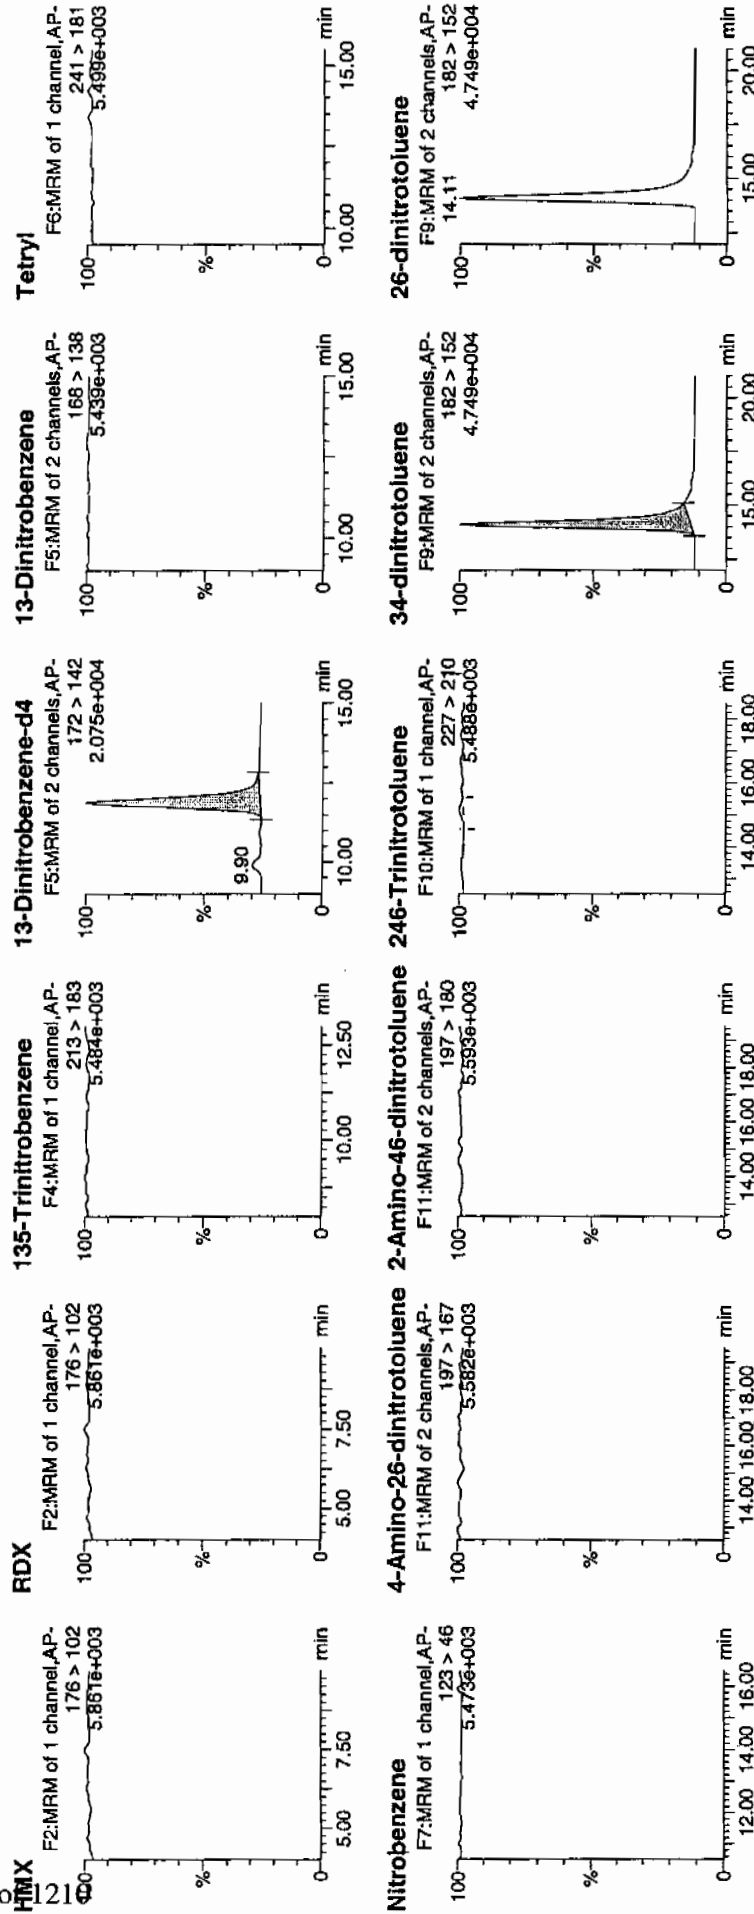 HMX
F2:MRM of 1 channel,AP-
176 > 102
5.861e+003
100
%
0
5.00 7.50 min
RDX
F2:MRM of 1 channel,AP-
176 > 102
5.861e+003
100
%
0
5.00 7.50 min
135-Trinitrobenzene
F4:MRM of 1 channel,AP-
213 > 183
5.484e+003
100
%
0
10.00 12.50 min
13-Dinitrobenzene-d4
F5:MRM of 2 channels,AP-
172 > 142
2.075e+004
100
9.90
%
0
10.00 15.00 min
13-Dinitrobenzene
F5:MRM of 2 channels,AP-
168 > 138
5.439e+003
100
%
0
10.00 15.00 min
Tetryl
F6:MRM of 1 channel,AP-
241 > 181
5.499e+003
100
%
0
10.00 15.00 min
Nitrobenzene
F7:MRM of 1 channel,AP-
123 > 46
5.473e+003
100
%
0
12.00 14.00 16.00 min
4-Amino-26-dinitrotoluene
F11:MRM of 2 channels,AP-
197 > 167
5.582e+003
100
%
0
14.00 16.00 18.00 min
2-Amino-46-dinitrotoluene
F11:MRM of 2 channels,AP-
197 > 180
5.593e+003
100
%
0
14.00 16.00 18.00 min
246-Trinitrotoluene
F10:MRM of 1 channel,AP-
227 > 210
5.488e+003
100
%
0
14.00 16.00 18.00 min
34-dinitrotoluene
F9:MRM of 2 channels,AP-
182 > 152
4.749e+004
100
%
0
15.00 20.00 min
26-dinitrotoluene
F9:MRM of 2 channels,AP-
14.11 182 > 152
4.749e+004
100
%
0
15.00 20.00 min